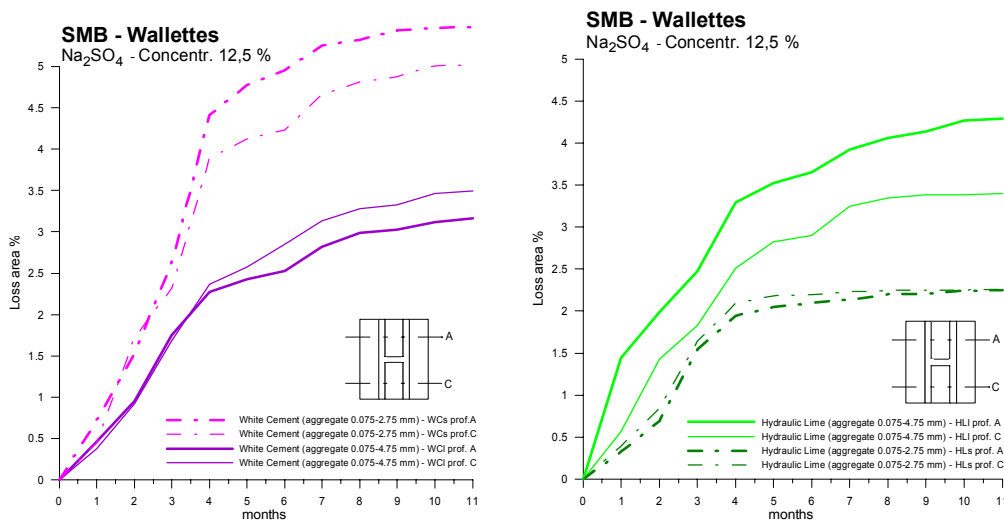 SMB - Wallettes
Na₂SO₄ - Concentr. 12,5 %
5
4.5
4
3.5
3
2.5
2
1.5
1
0.5
0
Loss area %
A
C
White Cement (aggregate 0.075-2.75 mm) - WCs prof. A
White Cement (aggregate 0.075-2.75 mm) - WCs prof. C
White Cement (aggregate 0.075-4.75 mm) - WCl prof. A
White Cement (aggregate 0.075-4.75 mm) - WCl prof. C
0 1 2 3 4 5 6 7 8 9 10 11
months
SMB - Wallettes
Na₂SO₄ - Concentr. 12,5 %
5
4.5
4
3.5
3
2.5
2
1.5
1
0.5
0
Loss area %
A
C
Hydraulic Lime (aggregate 0.075-4.75 mm) - HLl prof. A
Hydraulic Lime (aggregate 0.075-4.75 mm) - HLl prof. C
Hydraulic Lime (aggregate 0.075-2.75 mm) - HLs prof. A
Hydraulic Lime (aggregate 0.075-2.75 mm) - HLs prof. C
0 1 2 3 4 5 6 7 8 9 10 11
months